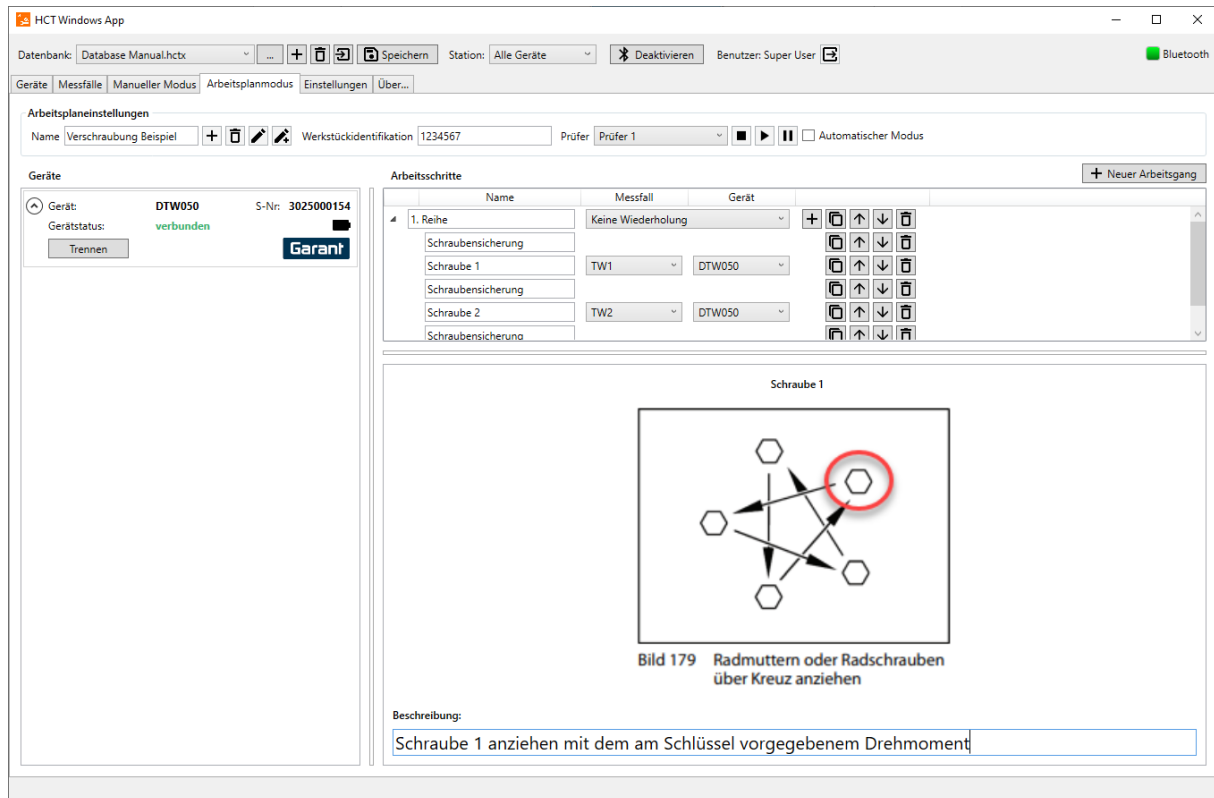 HCT Windows App
Datenbank: Database Manual.hctx ... Speichern Station: Alle Geräte Deaktivieren Benutzer: Super User Bluetooth
Geräte Messfälle Manueller Modus Arbeitsplanmodus Einstellungen Über...
Arbeitsplaneinstellungen
Name Verschraubung Beispiel Werkstückidentifikation 1234567 Prüfer Prüfer 1 Automatischer Modus
Geräte
Gerät: DTW050 S-Nr: 3025000154
Gerätstatus: verbunden
Trennen Garant
Arbeitsschritte
Neuer Arbeitsgang
Name Messfall Gerät
1. Reihe Keine Wiederholung
Schraubensicherung
Schraube 1 TW1 DTW050
Schraubensicherung
Schraube 2 TW2 DTW050
Schraubensicherung
Schraube 1
Bild 179 Radmuttern oder Radschrauben
über Kreuz anziehen
Beschreibung:
Schraube 1 anziehen mit dem am Schlüssel vorgegebenem Drehmoment